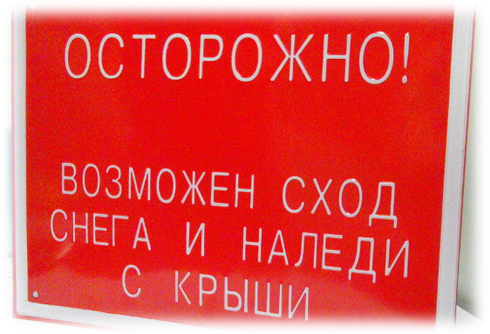 ОСТОРОЖНО!
ВОЗМОЖЕН СХОД
СНЕГА И НАЛЕДИ
С КРЫШИ